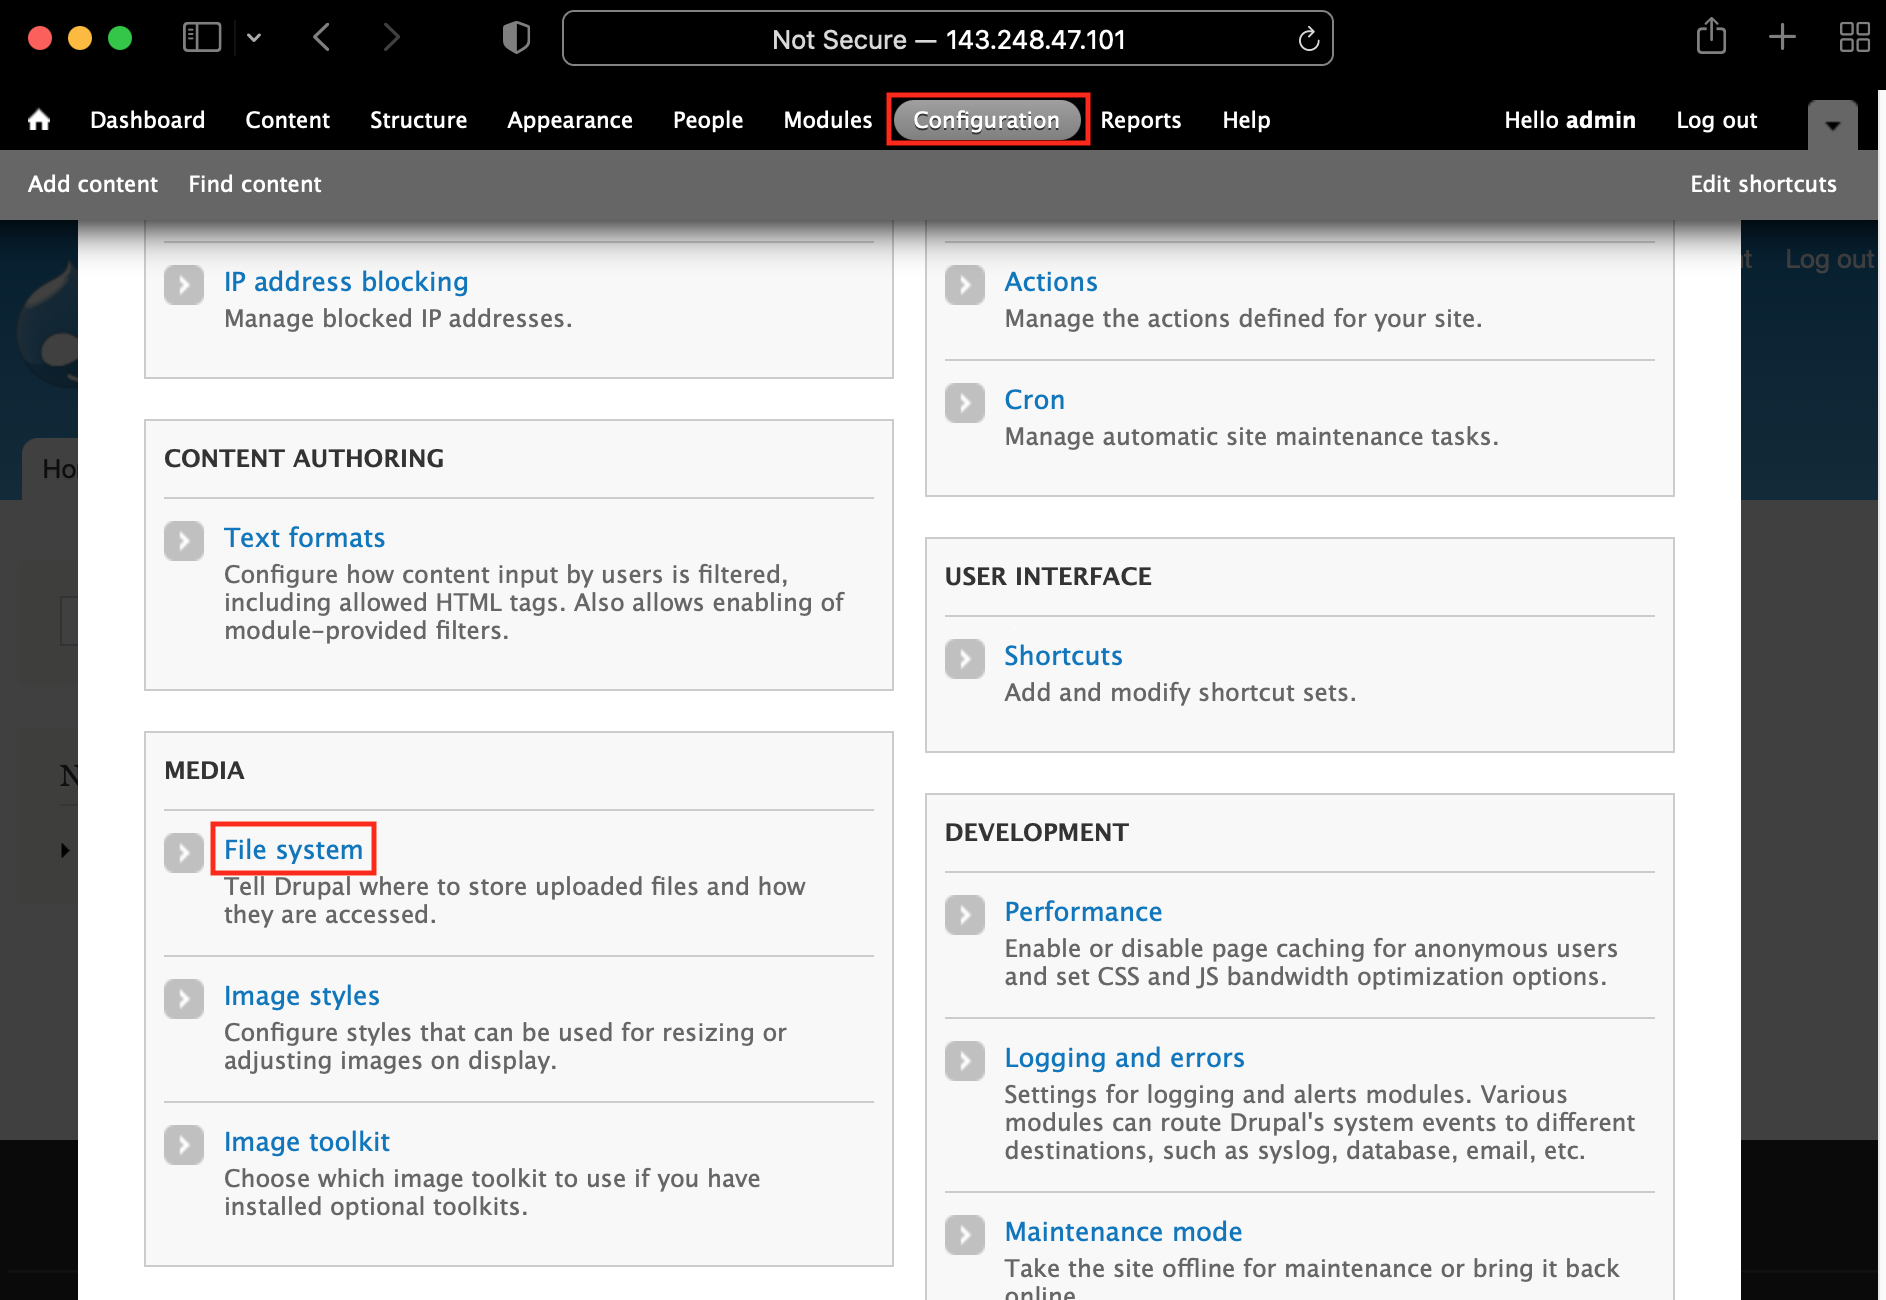 Not Secure — 143.248.47.101
Dashboard Content Structure Appearance People Modules Configuration Reports Help Hello admin Log out
Add content Find content Edit shortcuts
Log out
IP address blocking
Manage blocked IP addresses.
CONTENT AUTHORING
Text formats
Configure how content input by users is filtered,
including allowed HTML tags. Also allows enabling of
module-provided filters.
MEDIA
File system
Tell Drupal where to store uploaded files and how
they are accessed.
Image styles
Configure styles that can be used for resizing or
adjusting images on display.
Image toolkit
Choose which image toolkit to use if you have
installed optional toolkits.
Actions
Manage the actions defined for your site.
Cron
Manage automatic site maintenance tasks.
USER INTERFACE
Shortcuts
Add and modify shortcut sets.
DEVELOPMENT
Performance
Enable or disable page caching for anonymous users
and set CSS and JS bandwidth optimization options.
Logging and errors
Settings for logging and alerts modules. Various
modules can route Drupal's system events to different
destinations, such as syslog, database, email, etc.
Maintenance mode
Take the site offline for maintenance or bring it back
online.